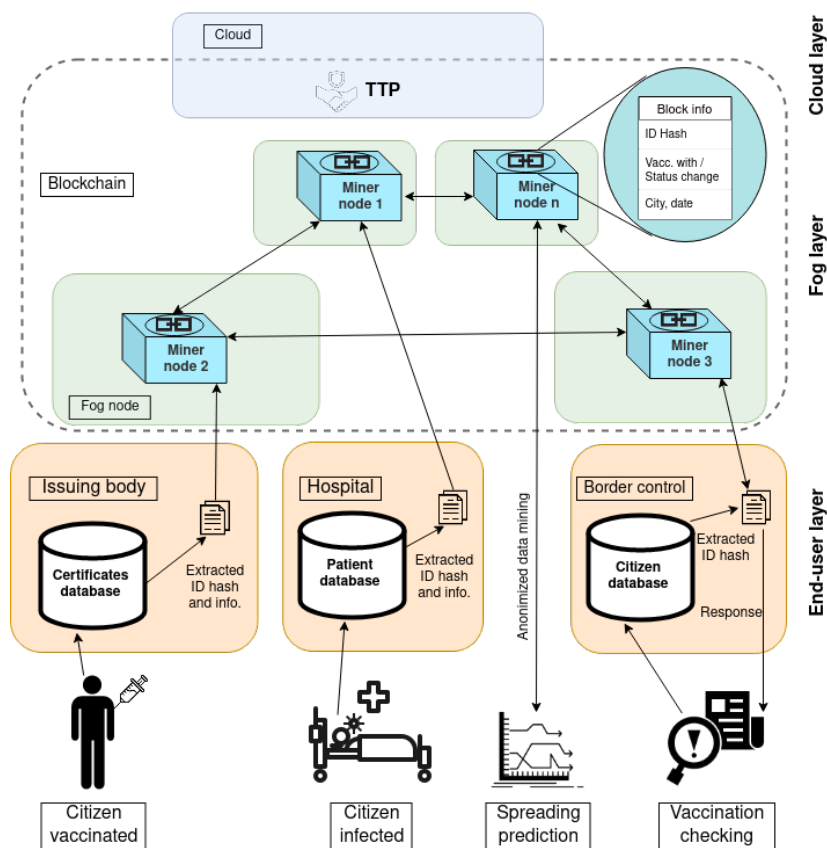 Cloud
TTP
Cloud layer
Block info
ID Hash
Vacc. with /
Status change
City, date
Blockchain
Miner
node 1
Miner
node n
Fog layer
Miner
node 2
Miner
node 3
Fog node
Issuing body
Hospital
Border control
Certificates
database
Extracted
ID hash
and info.
Patient
database
Extracted
ID hash
and info.
Anonimized data mining
Citizen
database
Extracted
ID hash
Response
End-user layer
Citizen
vaccinated
Citizen
infected
Spreading
prediction
Vaccination
checking